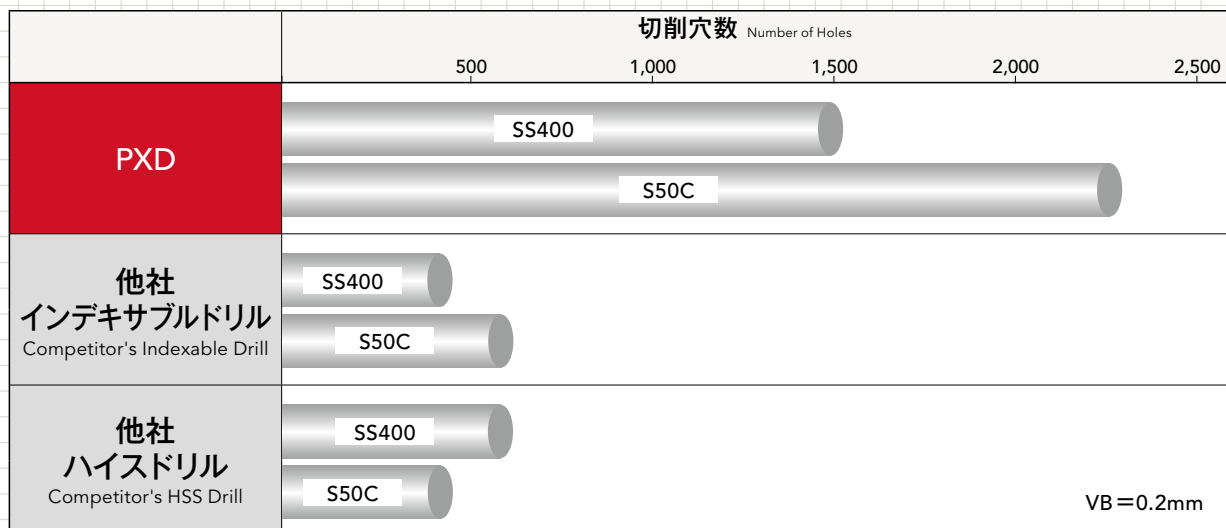 切削穴数 Number of Holes
500 1,000 1,500 2,000 2,500
PXD
SS400
S50C
他社
インデキサブルドリル
Competitor's Indexable Drill
SS400
S50C
他社
ハイスドリル
Competitor's HSS Drill
SS400
S50C
VB＝0.2mm